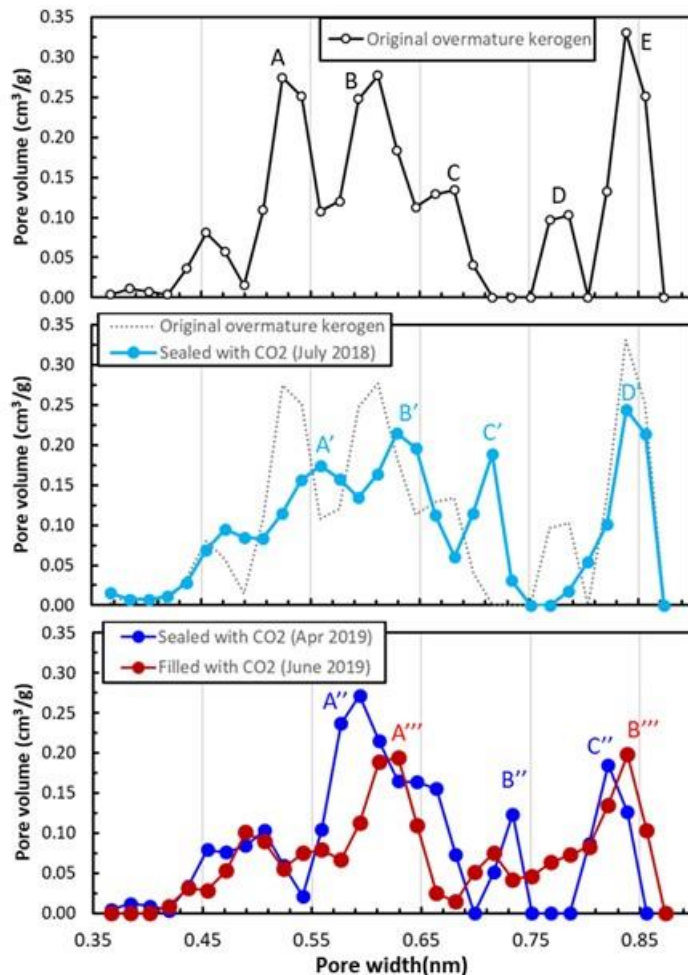 Original overmature kerogen
Pore volume (cm³/g)
0.35
0.30
0.25
0.20
0.15
0.10
0.05
0.00
A
B
C
D
E
Original overmature kerogen
Sealed with CO2 (July 2018)
Pore volume (cm³/g)
0.35
0.30
0.25
0.20
0.15
0.10
0.05
0.00
A′
B′
C′
D′
Sealed with CO2 (Apr 2019)
Filled with CO2 (June 2019)
Pore volume (cm³/g)
0.35
0.30
0.25
0.20
0.15
0.10
0.05
0.00
A′′
A′′′
B′′
C′′
B′′′
0.35 0.45 0.55 0.65 0.75 0.85
Pore width(nm)